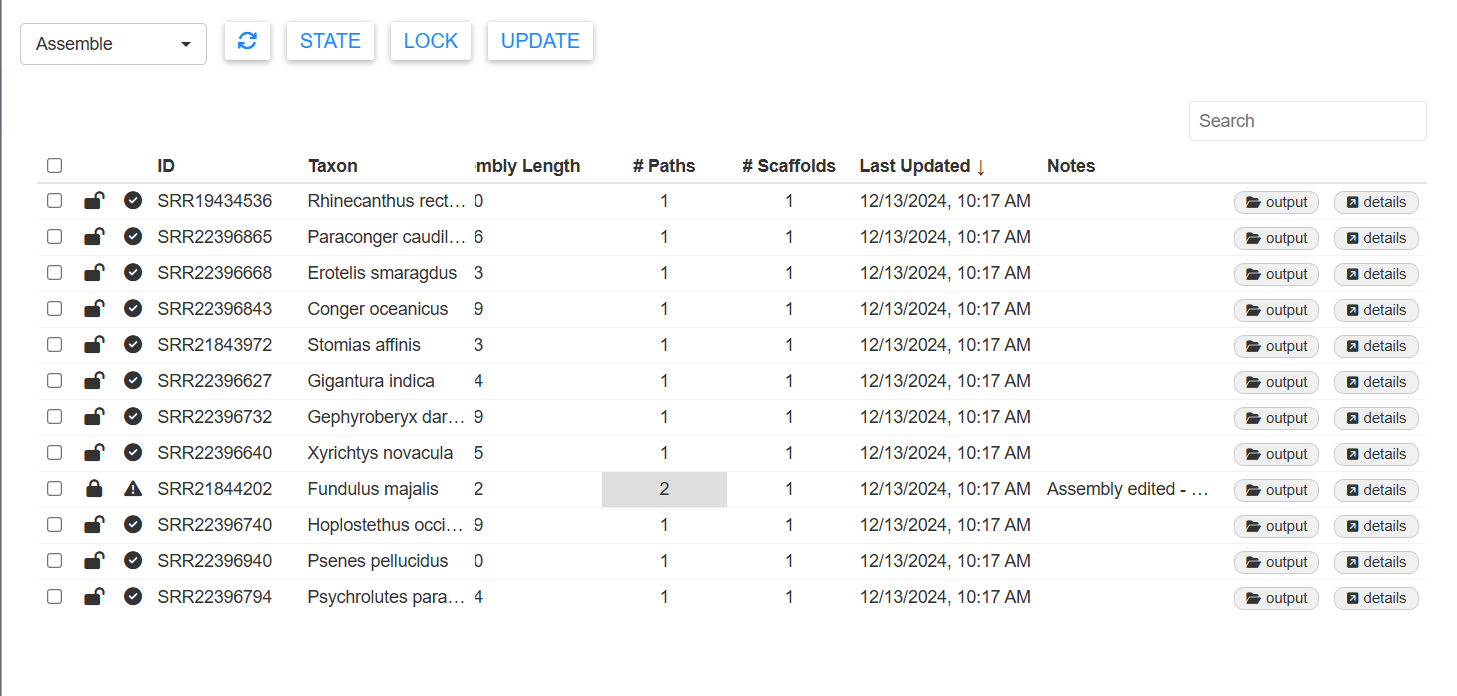 Assemble STATE LOCK UPDATE
Search
ID Taxon mbly Length # Paths # Scaffolds Last Updated ↓ Notes
SRR19434536 Rhinecanthus rect… 0 1 1 12/13/2024, 10:17 AM output details
SRR22396865 Paraconger caudil… 6 1 1 12/13/2024, 10:17 AM output details
SRR22396668 Erotelis smaragdus 3 1 1 12/13/2024, 10:17 AM output details
SRR22396843 Conger oceanicus 9 1 1 12/13/2024, 10:17 AM output details
SRR21843972 Stomias affinis 3 1 1 12/13/2024, 10:17 AM output details
SRR22396627 Gigantura indica 4 1 1 12/13/2024, 10:17 AM output details
SRR22396732 Gephyroberyx dar… 9 1 1 12/13/2024, 10:17 AM output details
SRR22396640 Xyrichtys novacula 5 1 1 12/13/2024, 10:17 AM output details
SRR21844202 Fundulus majalis 2 2 1 12/13/2024, 10:17 AM Assembly edited - … output details
SRR22396740 Hoplostethus occi… 9 1 1 12/13/2024, 10:17 AM output details
SRR22396940 Psenes pellucidus 0 1 1 12/13/2024, 10:17 AM output details
SRR22396794 Psychrolutes para… 4 1 1 12/13/2024, 10:17 AM output details